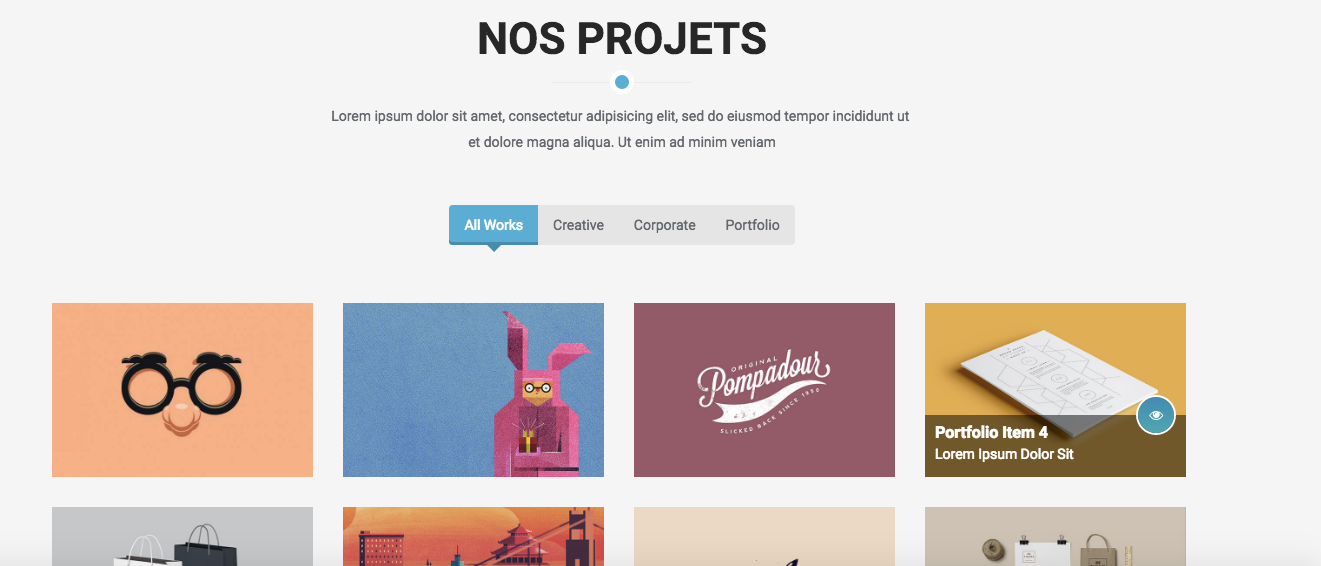 NOS PROJETS
Lorem ipsum dolor sit amet, consectetur adipisicing elit, sed do eiusmod tempor incididunt ut
et dolore magna aliqua. Ut enim ad minim veniam
All Works
Creative
Corporate
Portfolio
ORIGINAL
Pompadour
SLICKED BACK SINCE 1950
Portfolio Item 4
Lorem Ipsum Dolor Sit